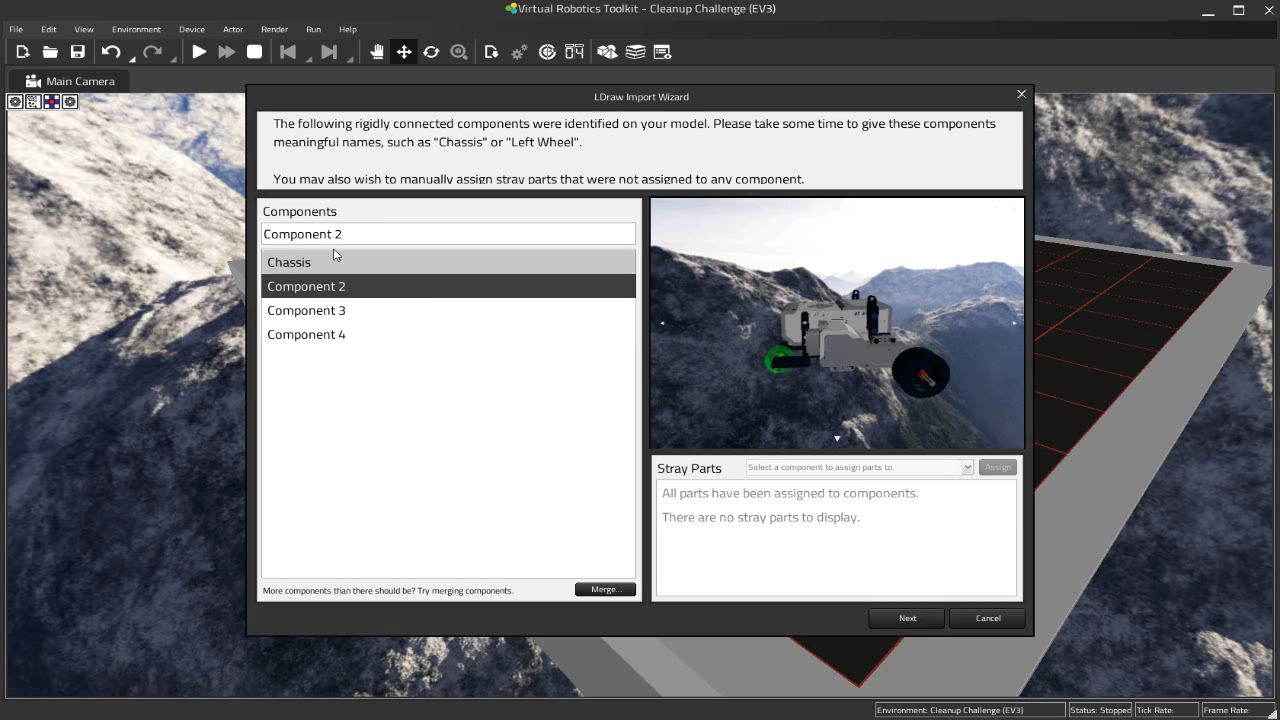 Virtual Robotics Toolkit - Cleanup Challenge (EV3)
File Edit View Environment Device Actor Render Run Help
Main Camera
LDraw Import Wizard
The following rigidly connected components were identified on your model. Please take some time to give these components
meaningful names, such as "Chassis" or "Left Wheel".
You may also wish to manually assign stray parts that were not assigned to any component.
Components
Component 2
Chassis
Component 2
Component 3
Component 4
More components than there should be? Try merging components.
Merge...
Stray Parts
Select a component to assign parts to.
Assign
All parts have been assigned to components.
There are no stray parts to display.
Next
Cancel
Environment: Cleanup Challenge (EV3)
Status: Stopped
Tick Rate:
Frame Rate: